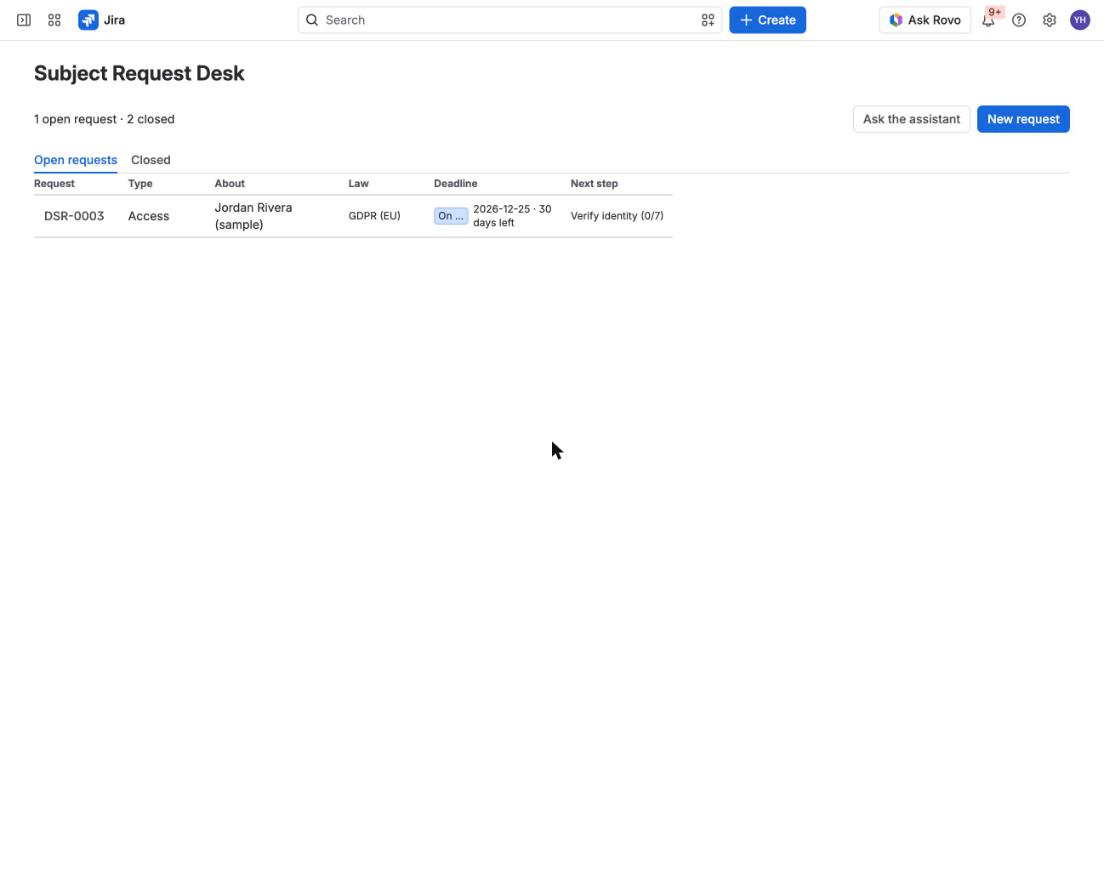 Jira
Search
Create
Ask Rovo
9+
YH
Subject Request Desk
1 open request · 2 closed
Ask the assistant
New request
Open requests
Closed
Request Type About Law Deadline Next step
DSR-0003 Access Jordan Rivera (sample) GDPR (EU) On ... 2026-12-25 · 30 days left Verify identity (0/7)